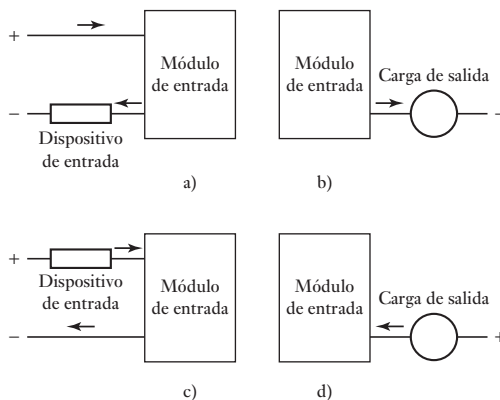 +
Módulo
de entrada
−
Dispositivo
de entrada
a)
Módulo
de entrada
Carga de salida
−
b)
+
Dispositivo
de entrada
Módulo
de entrada
−
c)
Módulo
de entrada
Carga de salida
+
d)